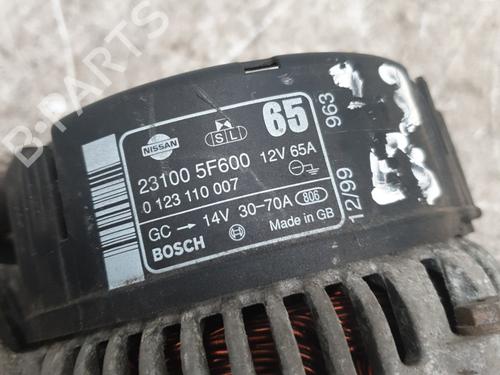 NISSAN
S L I
65
23100 5F600 12V 65A
0 123 110 007
GC → 14V 30-70A 806
BOSCH Made in GB
963
12/99
B-PARTS